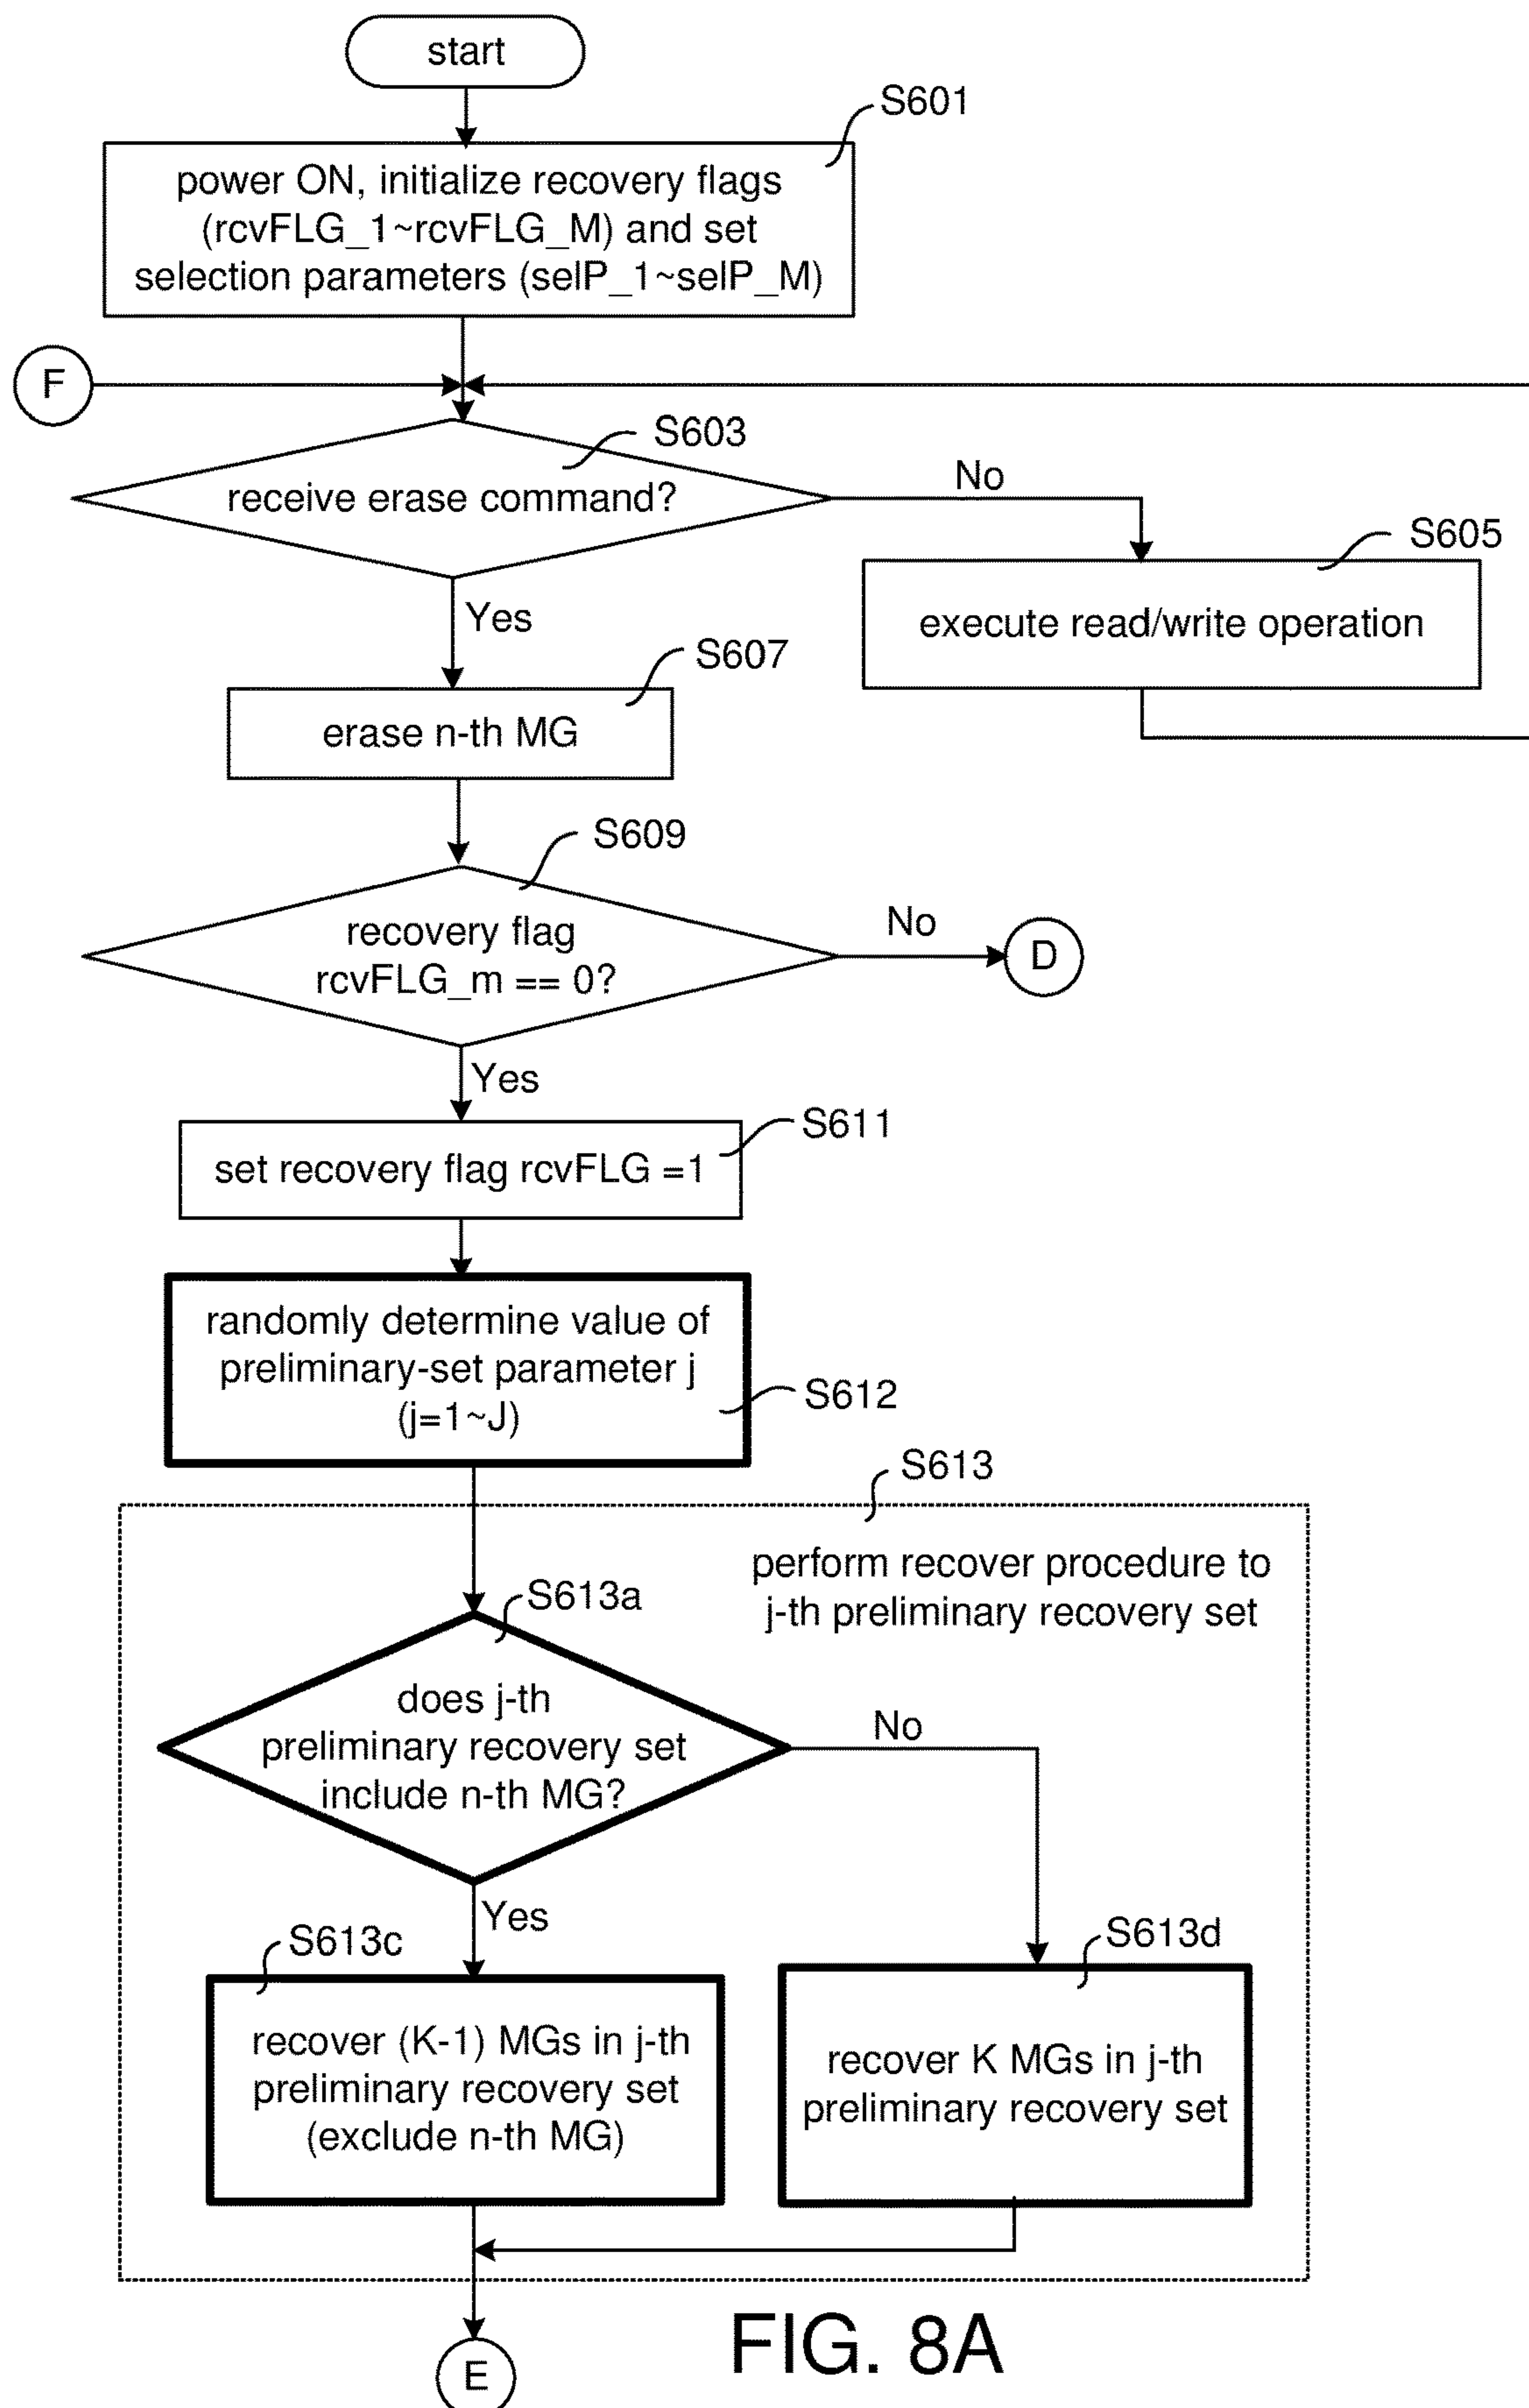 start
S601
power ON, initialize recovery flags
(rcvFLG_1~rcvFLG_M) and set
selection parameters (selP_1~selP_M)
F
S603
receive erase command?
No
S605
execute read/write operation
Yes
S607
erase n-th MG
S609
recovery flag
rcvFLG_m == 0?
No
D
Yes
S611
set recovery flag rcvFLG =1
randomly determine value of
preliminary-set parameter j
(j=1~J)
S612
S613
perform recover procedure to
j-th preliminary recovery set
S613a
does j-th
preliminary recovery set
include n-th MG?
No
Yes
S613c
recover (K-1) MGs in j-th
preliminary recovery set
(exclude n-th MG)
S613d
recover K MGs in j-th
preliminary recovery set
E
FIG. 8A